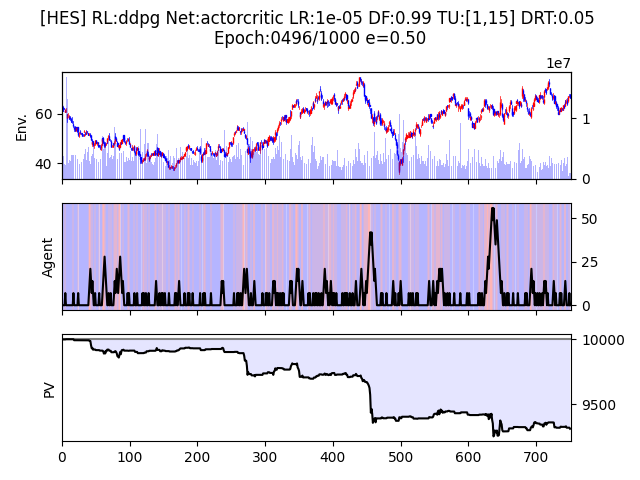 [HES] RL:ddpg Net:actorcritic LR:1e-05 DF:0.99 TU:[1,15] DRT:0.05
Epoch:0496/1000 e=0.50
1e7
Env.
60
40
1
0
Agent
50
25
0
PV
10000
9500
0 100 200 300 400 500 600 700